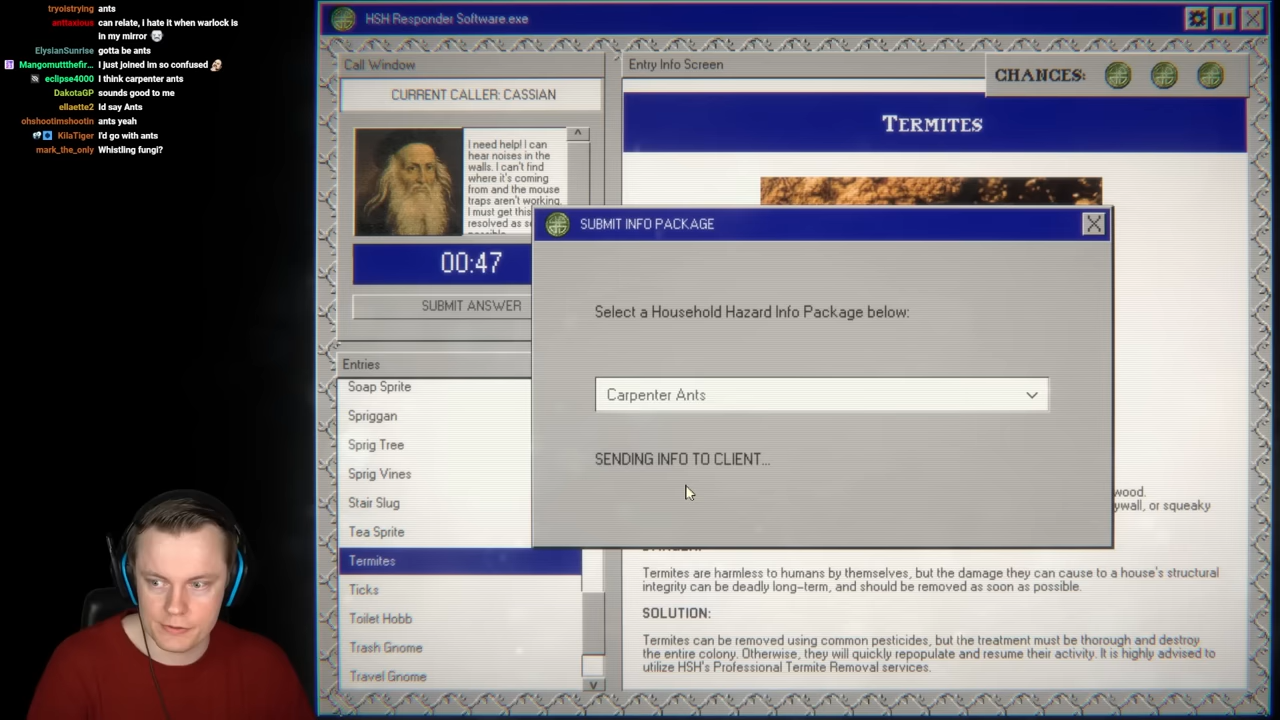 tryoistrying ants
anttaxious can relate, I hate it when warlock is
in my mirror
ElysianSunrise gotta be ants
Mangomuttthefir... I just joined im so confused
eclipse4000 I think carpenter ants
DakotaGP sounds good to me
ellaette2 Id say Ants
ohshootimshootin ants yeah
KilaTiger I'd go with ants
mark_the_only Whistling fungi?
HSH Responder Software.exe
Call Window
CURRENT CALLER: CASSIAN
I need help! I can
hear noises in the
walls. I can't find
where it's coming
from and the mouse
traps aren't working.
I must get this
resolved as
00:47
SUBMIT ANSWER
Entries
Soap Sprite
Spriggan
Sprig Tree
Sprig Vines
Stair Slug
Tea Sprite
Termites
Ticks
Toilet Hobb
Trash Gnome
Travel Gnome
Entry Info Screen
CHANCES:
TERMITES
SUBMIT INFO PACKAGE
Select a Household Hazard Info Package below:
Carpenter Ants
SENDING INFO TO CLIENT...
wood.
ywall, or squeaky
Termites are harmless to humans by themselves, but the damage they can cause to a house's structural
integrity can be deadly long-term, and should be removed as soon as possible.
SOLUTION:
Termites can be removed using common pesticides, but the treatment must be thorough and destroy
the entire colony. Otherwise, they will quickly repopulate and resume their activity. It is highly advised to
utilize HSH's Professional Termite Removal services.